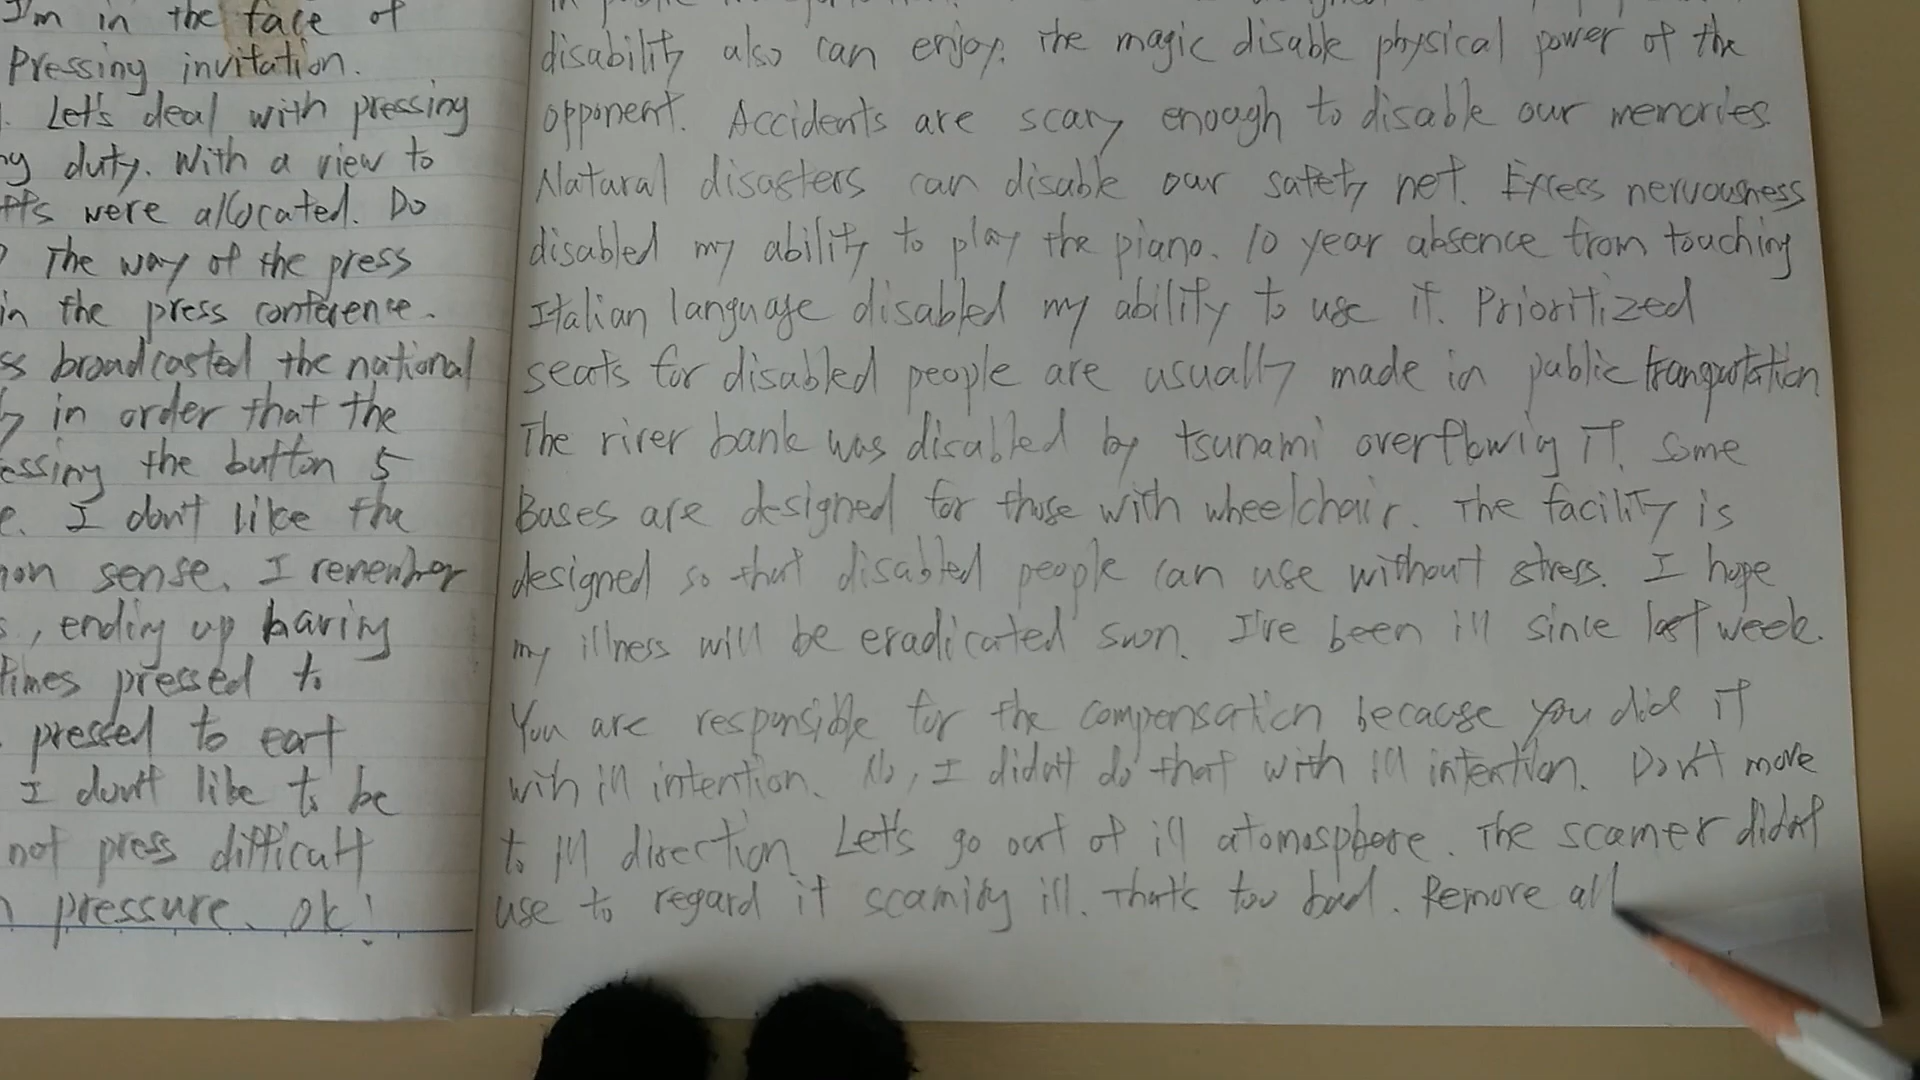 I'm in the face of
pressing invitation.
Let's deal with pressing
duty. With a view to
were allocated. Do
The way of the press
in the press conference.
broadcasted the national
in order that the
the button 5
I don't like the
sense. I remember
, ending up having
times pressed to
pressed to eat
I don't like to be
not press difficult
pressure. ok!
disability also can enjoy. The magic disable physical power of the
opponent. Accidents are scary enough to disable our memories
Natural disasters can disable our safety net. Excess nervousness
disabled my ability to play the piano. 10 year absence from touching
Italian language disabled my ability to use it. Prioritized
seats for disabled people are usually made in public
The river bank was disabled by tsunami overflowig it. Some
Buses are designed for those with wheelchair. The facility is
designed so that disabled people can use without stress. I hope
my illness will be eradicated soon. I've been ill since last week.
You are responsible for the compensation because you did it
with ill intention. No, I didn't do that with ill intention. Don't move
to ill direction. Let's go out of ill atomosphere. The scamer didn't
use to regard it scaming ill. That's too bad. Remove all